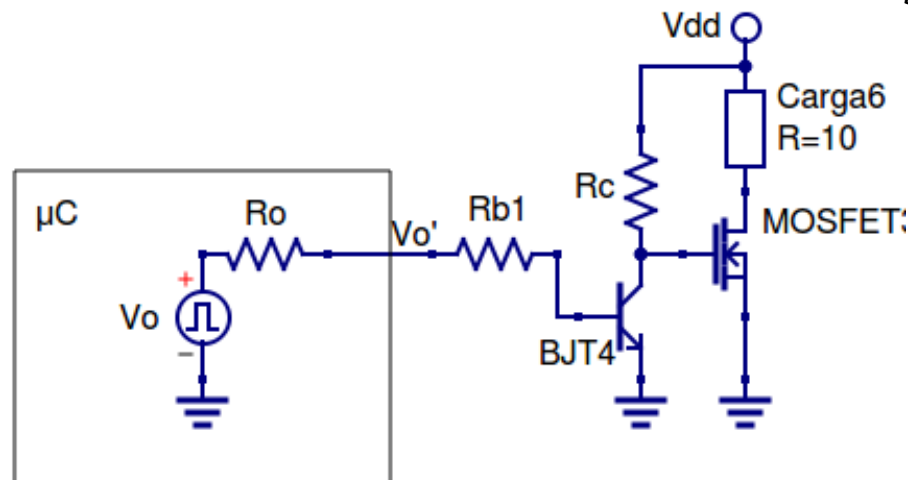 Vdd
Carga6
R=10
Rc
MOSFET3
µC
Ro
Vo'
Rb1
+
Vo
−
BJT4